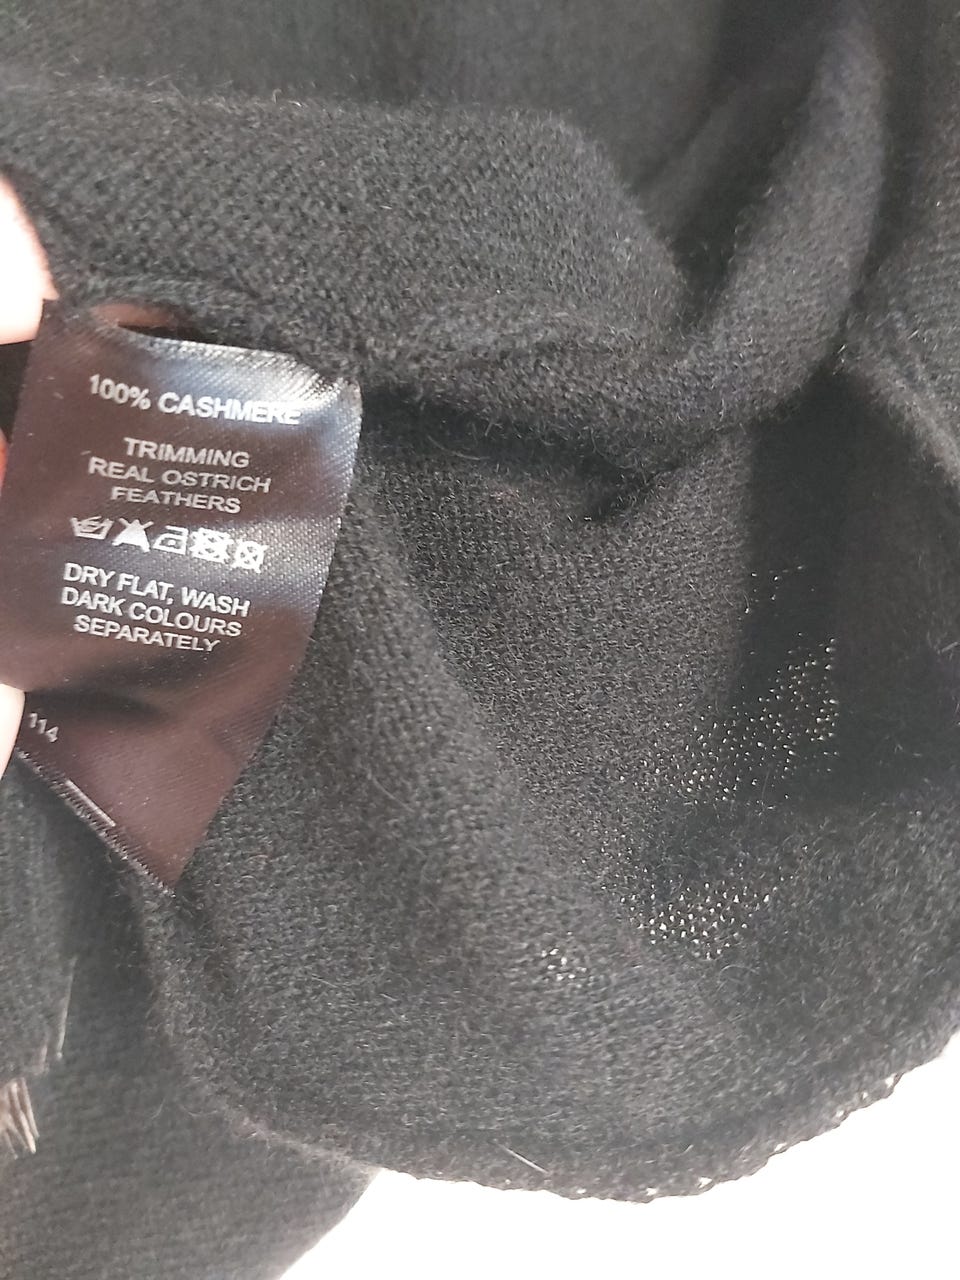 100% CASHMERE
TRIMMING
REAL OSTRICH
FEATHERS
DRY FLAT, WASH
DARK COLOURS
SEPARATELY
114